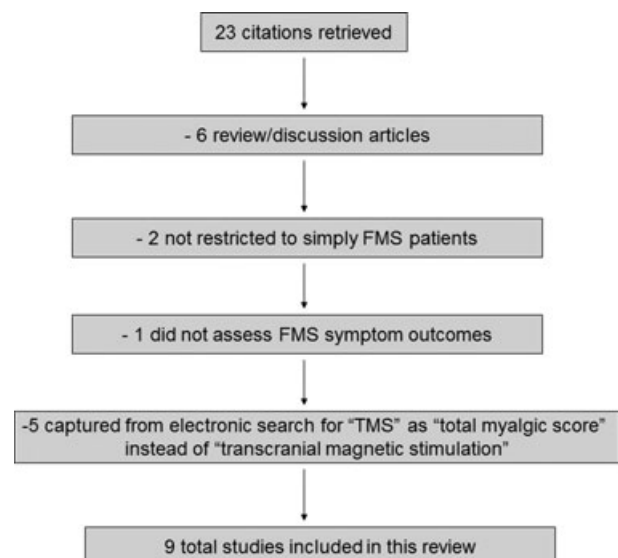 23 citations retrieved
- 6 review/discussion articles
- 2 not restricted to simply FMS patients
- 1 did not assess FMS symptom outcomes
-5 captured from electronic search for “TMS” as “total myalgic score”
instead of “transcranial magnetic stimulation”
9 total studies included in this review